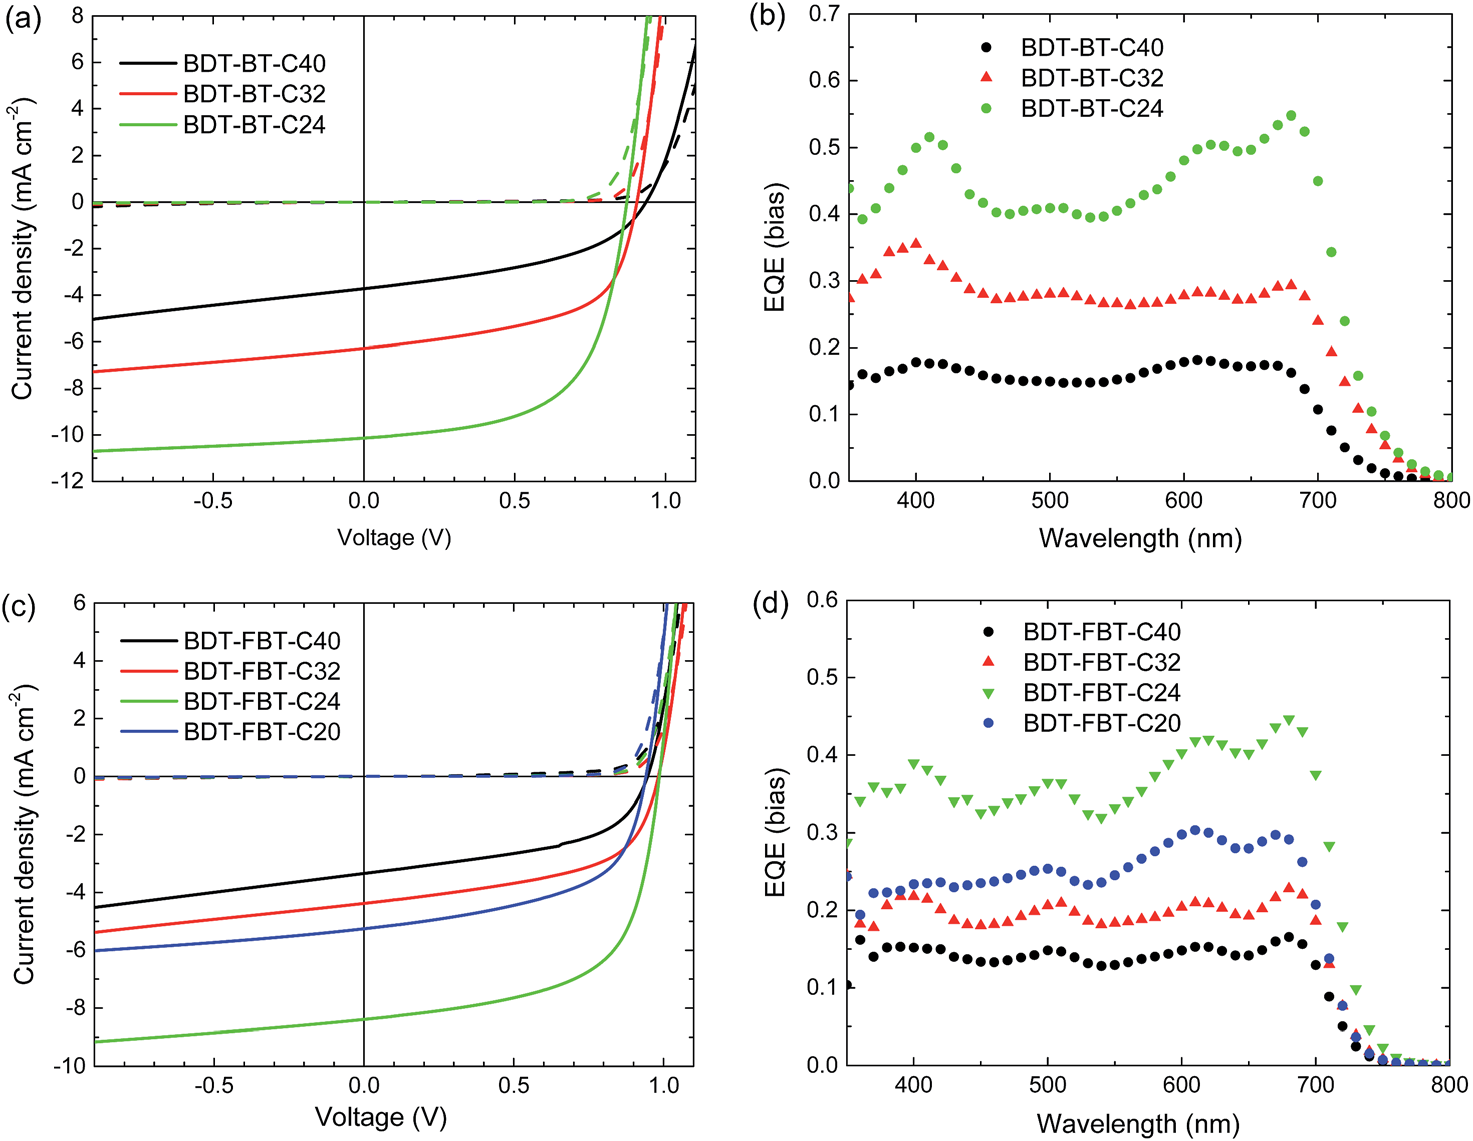 (a)
8
6
4
2
0
-2
-4
-6
-8
-10
-12
Current density (mA cm-2)
BDT-BT-C40
BDT-BT-C32
BDT-BT-C24
-0.5 0.0 0.5 1.0
Voltage (V)
(b)
0.7
0.6
0.5
0.4
0.3
0.2
0.1
0.0
EQE (bias)
BDT-BT-C40
BDT-BT-C32
BDT-BT-C24
400 500 600 700 800
Wavelength (nm)
(c)
6
4
2
0
-2
-4
-6
-8
-10
Current density (mA cm-2)
BDT-FBT-C40
BDT-FBT-C32
BDT-FBT-C24
BDT-FBT-C20
-0.5 0.0 0.5 1.0
Voltage (V)
(d)
0.6
0.5
0.4
0.3
0.2
0.1
0.0
EQE (bias)
BDT-FBT-C40
BDT-FBT-C32
BDT-FBT-C24
BDT-FBT-C20
400 500 600 700 800
Wavelength (nm)